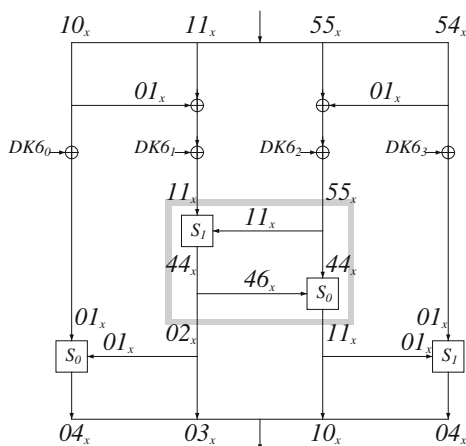 10ₓ 11ₓ 55ₓ 54ₓ
01ₓ 01ₓ
DK6₀ DK6₁ DK6₂ DK6₃
11ₓ 55ₓ
S₁ 11ₓ
44ₓ 46ₓ 44ₓ
S₀
01ₓ 02ₓ 11ₓ 01ₓ
S₀ 01ₓ 01ₓ S₁
04ₓ 03ₓ 10ₓ 04ₓ